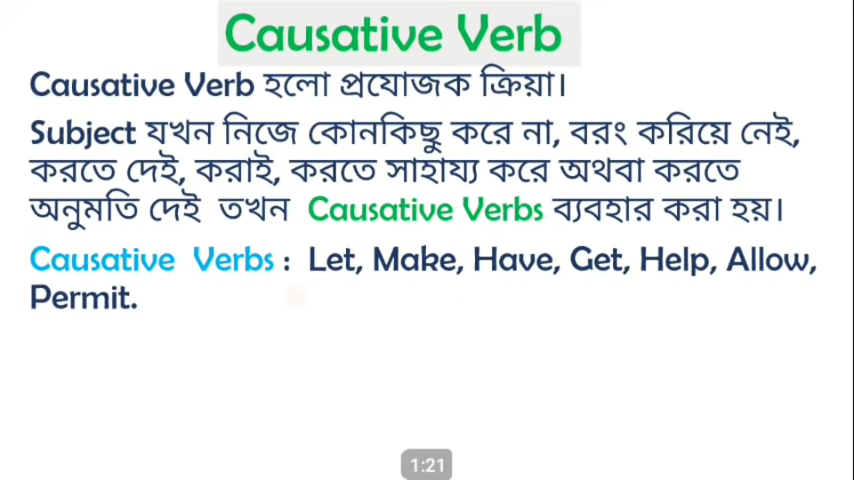 Causative Verb
Causative Verb হলো প্রযোজক ক্রিয়া।
Subject যখন নিজে কোনকিছু করে না, বরং করিয়ে নেই,
করতে দেই, করাই, করতে সাহায্য করে অথবা করতে
অনুমতি দেই তখন Causative Verbs ব্যবহার করা হয়।
Causative Verbs : Let, Make, Have, Get, Help, Allow,
Permit.
1:21